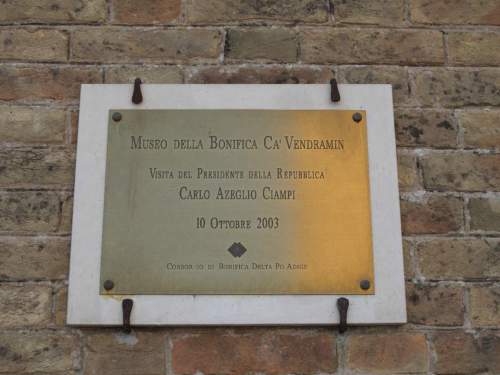 Museo della Bonifica Ca' Vendramin
Visita del Presidente della Repubblica
Carlo Azeglio Ciampi
10 Ottobre 2003
Consorzio di Bonifica Delta Po Adige